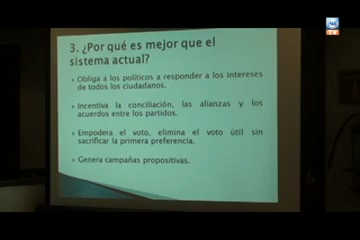 3. ¿Por qué es mejor que el
sistema actual?
Obliga a los políticos a responder a los intereses
de todos los ciudadanos.
Incentiva la conciliación, las alianzas y los
acuerdos entre los partidos.
Empodera el voto, elimina el voto útil sin
sacrificar la primera preferencia.
Genera campañas propositivas.
TV